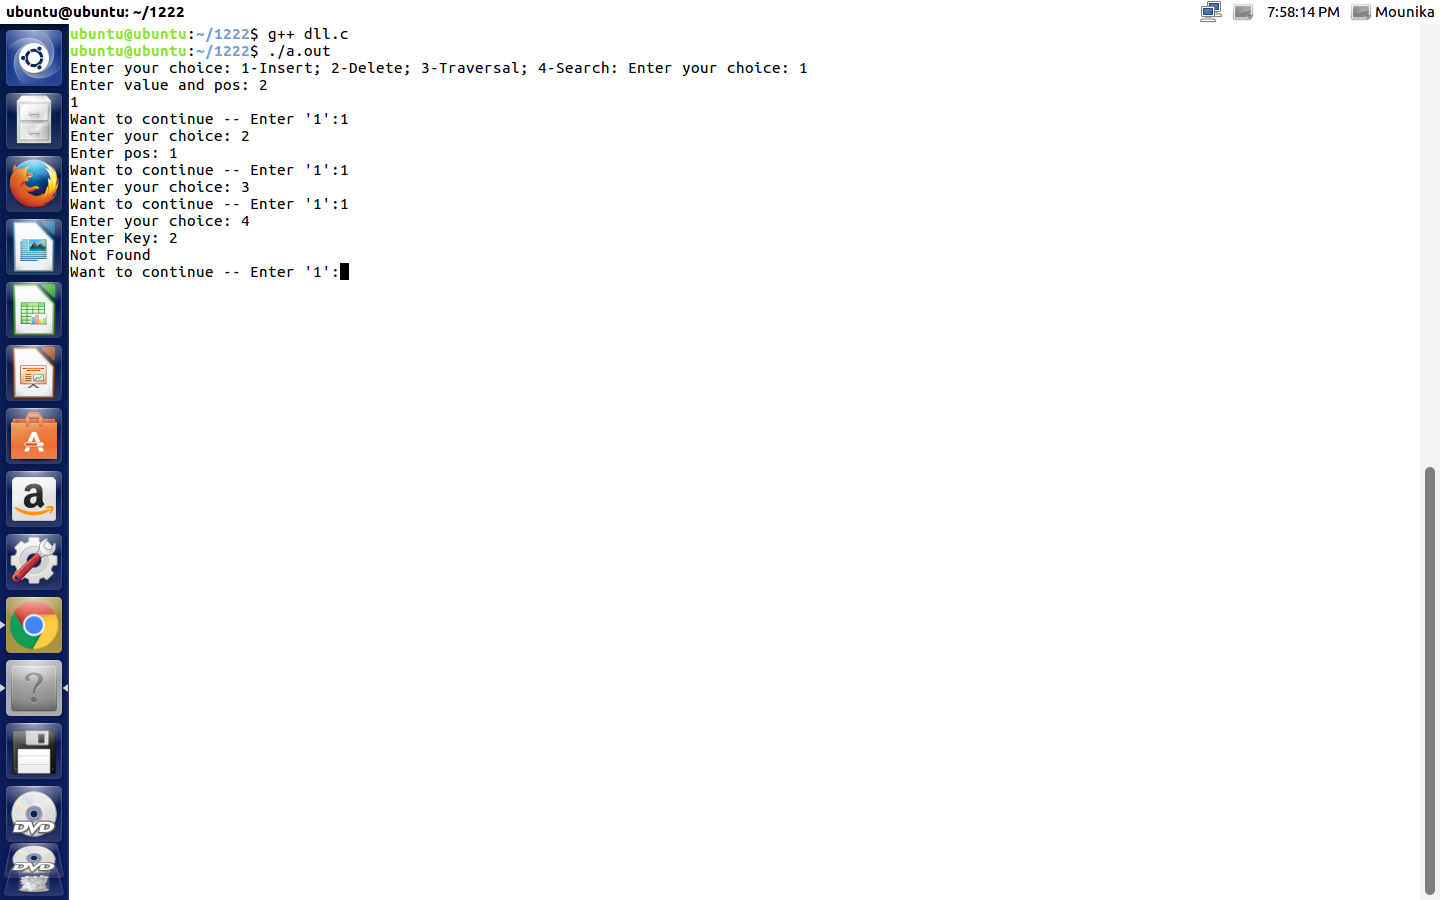 ubuntu@ubuntu: ~/1222
7:58:14 PM
Mounika
ubuntu@ubuntu:~/1222$ g++ dll.c
ubuntu@ubuntu:~/1222$ ./a.out
Enter your choice: 1-Insert; 2-Delete; 3-Traversal; 4-Search: Enter your choice: 1
Enter value and pos: 2
1
Want to continue -- Enter '1':1
Enter your choice: 2
Enter pos: 1
Want to continue -- Enter '1':1
Enter your choice: 3
Want to continue -- Enter '1':1
Enter your choice: 4
Enter Key: 2
Not Found
Want to continue -- Enter '1':
A
a
?
DVD
DVD